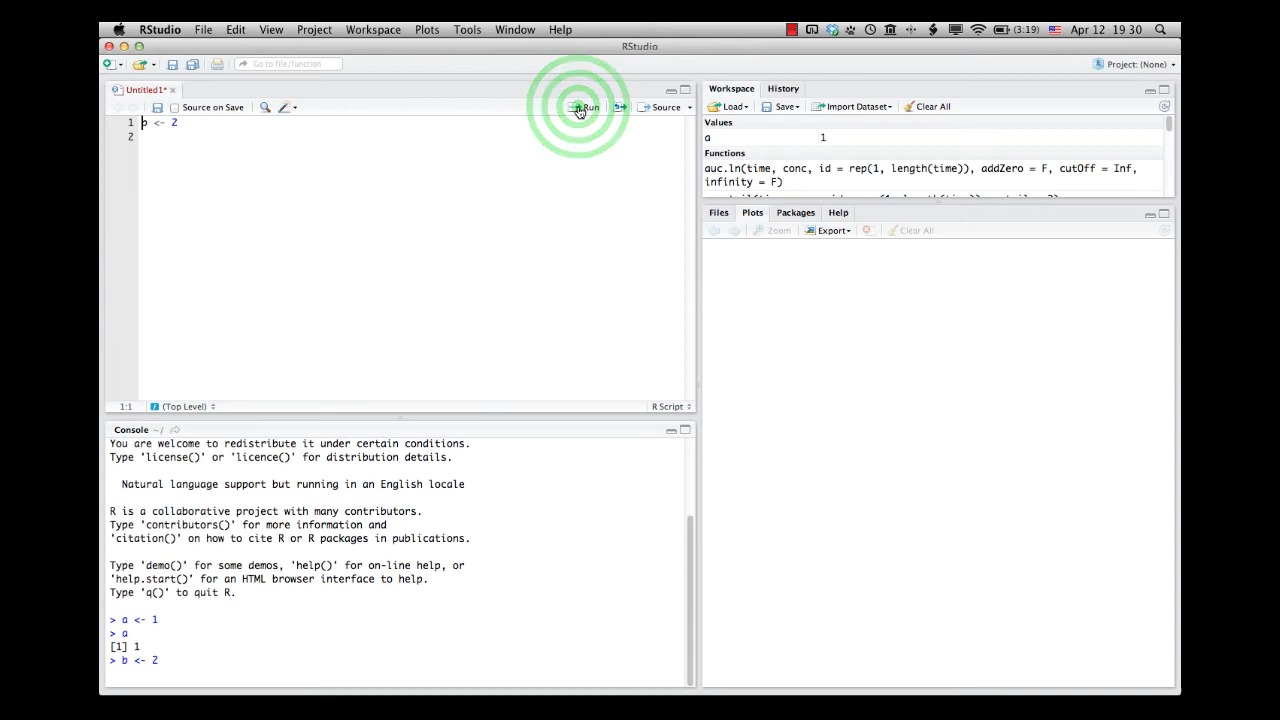 RStudio File Edit View Project Workspace Plots Tools Window Help (3:19) Apr 12 19 30
RStudio
Go to file/function Project: (None)
Untitled1*
Source on Save Run Source
1 b <- 2
2
1:1 (Top Level) R Script
Console ~/
You are welcome to redistribute it under certain conditions.
Type 'license()' or 'licence()' for distribution details.
Natural language support but running in an English locale
R is a collaborative project with many contributors.
Type 'contributors()' for more information and
'citation()' on how to cite R or R packages in publications.
Type 'demo()' for some demos, 'help()' for on-line help, or
'help.start()' for an HTML browser interface to help.
Type 'q()' to quit R.
> a <- 1
> a
[1] 1
> b <- 2
Workspace History
Load Save Import Dataset Clear All
Values
a 1
Functions
auc.ln(time, conc, id = rep(1, length(time)), addZero = F, cutOff = Inf,
infinity = F)
Files Plots Packages Help
Zoom Export Clear All